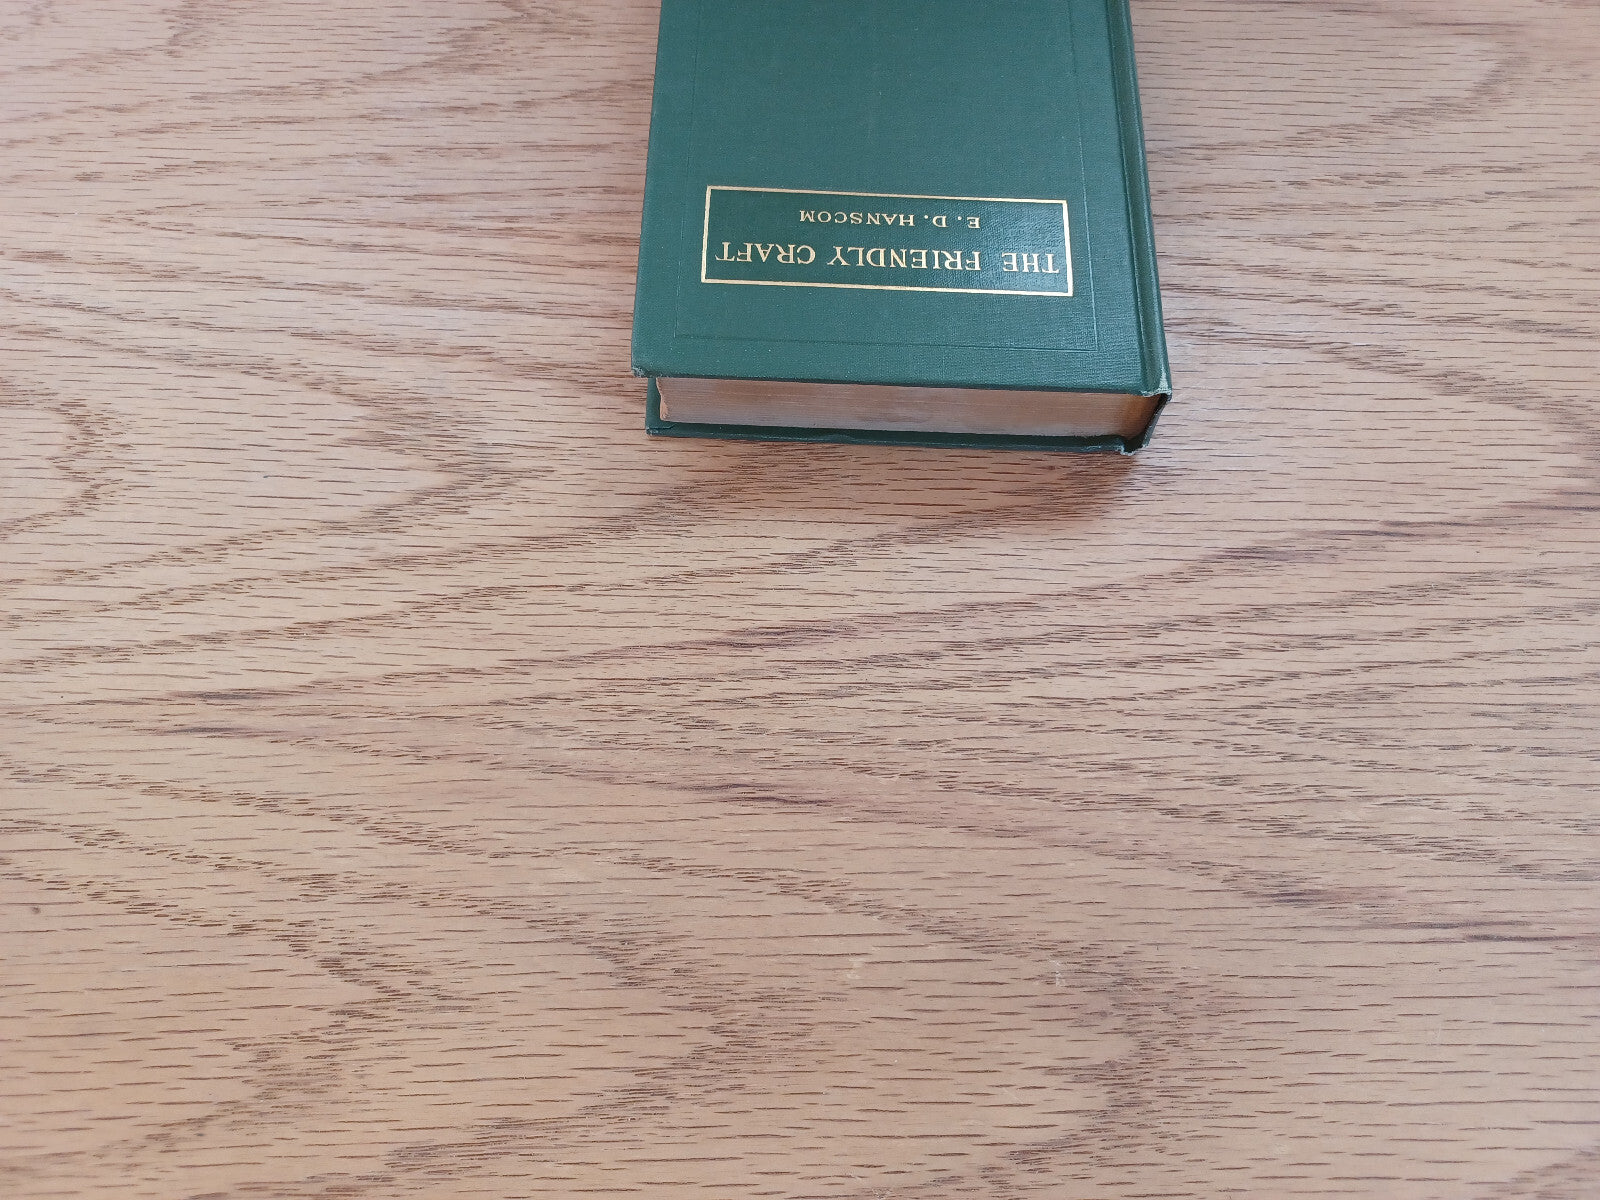 THE FRIENDLY CRAFT
E. D. HANSCOM